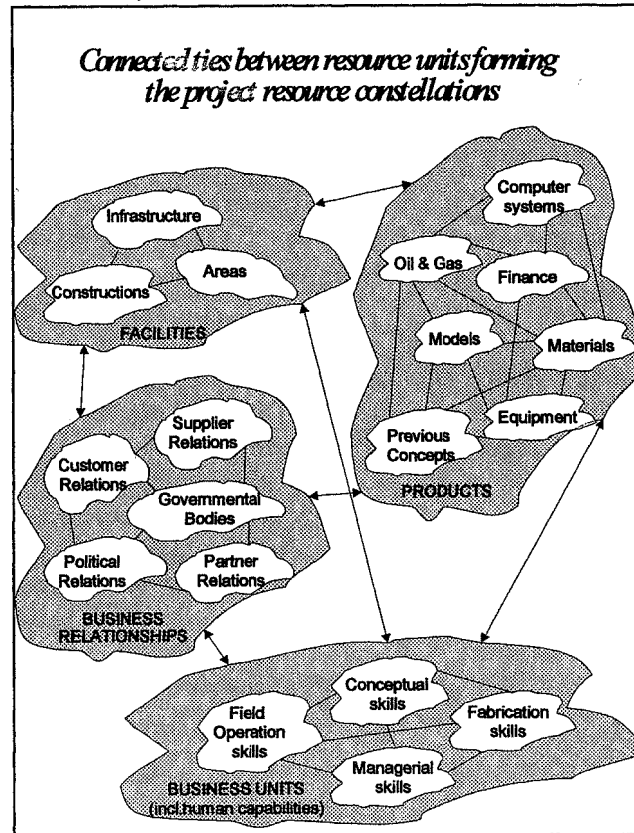 Connected ties between resource units forming
the project resource constellations
Infrastructure
Constructions
Areas
FACILITIES
Computer
systems
Oil & Gas
Finance
Models
Materials
Previous
Concepts
Equipment
PRODUCTS
Supplier
Relations
Customer
Relations
Governmental
Bodies
Political
Relations
Partner
Relations
BUSINESS
RELATIONSHIPS
Conceptual
skills
Field
Operation
skills
Fabrication
skills
Managerial
skills
BUSINESS UNITS
(incl.human capabilities)